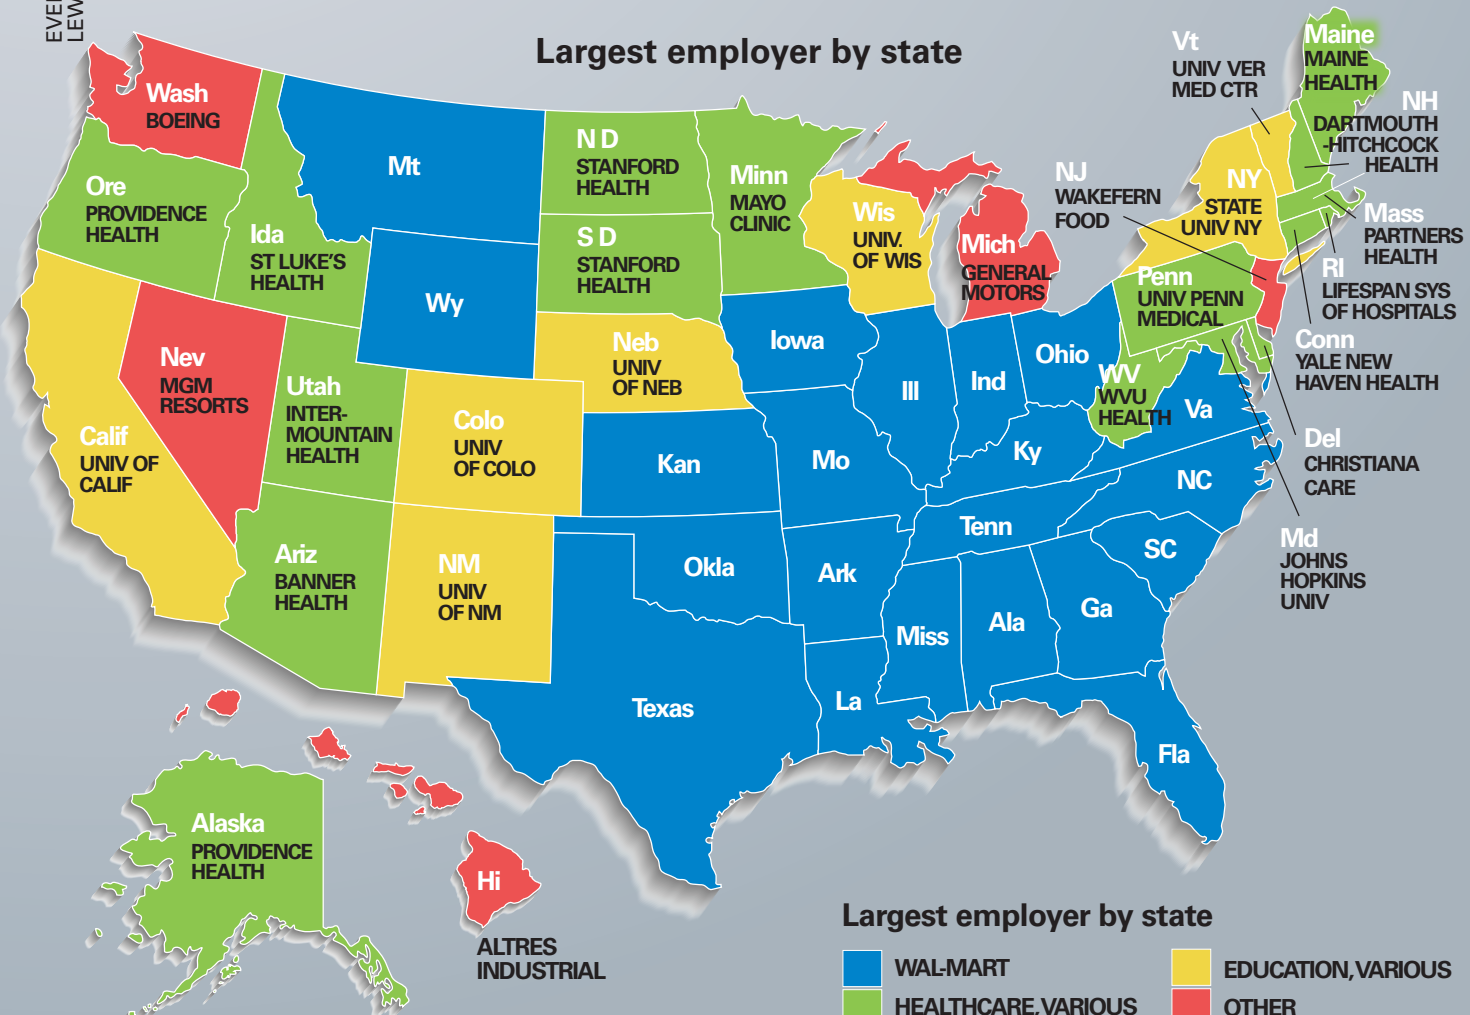 EVE
LEW
Largest employer by state
Wash
BOEING
Ore
PROVIDENCE
HEALTH
Ida
ST LUKE'S
HEALTH
Mt
Wy
N D
STANFORD
HEALTH
S D
STANFORD
HEALTH
Minn
MAYO
CLINIC
Wis
UNIV.
OF WIS
Mich
GENERAL
MOTORS
Vt
UNIV VER
MED CTR
Maine
MAINE
HEALTH
NH
DARTMOUTH
-HITCHCOCK
HEALTH
NJ
WAKEFERN
FOOD
NY
STATE
UNIV NY
Mass
PARTNERS
HEALTH
RI
LIFESPAN SYS
OF HOSPITALS
Conn
YALE NEW
HAVEN HEALTH
Penn
UNIV PENN
MEDICAL
Calif
UNIV OF
CALIF
Nev
MGM
RESORTS
Utah
INTER-
MOUNTAIN
HEALTH
Colo
UNIV
OF COLO
Neb
UNIV
OF NEB
Iowa
Ill
Ind
Ohio
WV
WVU
HEALTH
Va
Del
CHRISTIANA
CARE
Md
JOHNS
HOPKINS
UNIV
Kan
Mo
Ky
NC
Tenn
SC
Ariz
BANNER
HEALTH
NM
UNIV
OF NM
Okla
Ark
Miss
Ala
Ga
Texas
La
Fla
Alaska
PROVIDENCE
HEALTH
Hi
ALTRES
INDUSTRIAL
Largest employer by state
WAL-MART
EDUCATION, VARIOUS
HEALTHCARE, VARIOUS
OTHER